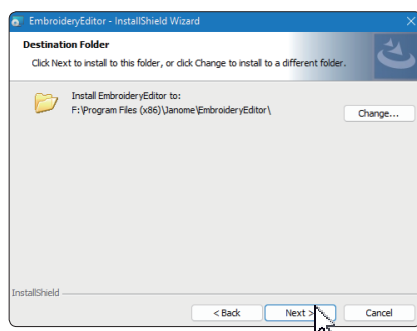 EmbroideryEditor - InstallShield Wizard
Destination Folder
Click Next to install to this folder, or click Change to install to a different folder.
Install EmbroideryEditor to:
F:\Program Files (x86)\Janome\EmbroideryEditor\
Change...
InstallShield
< Back Next > Cancel